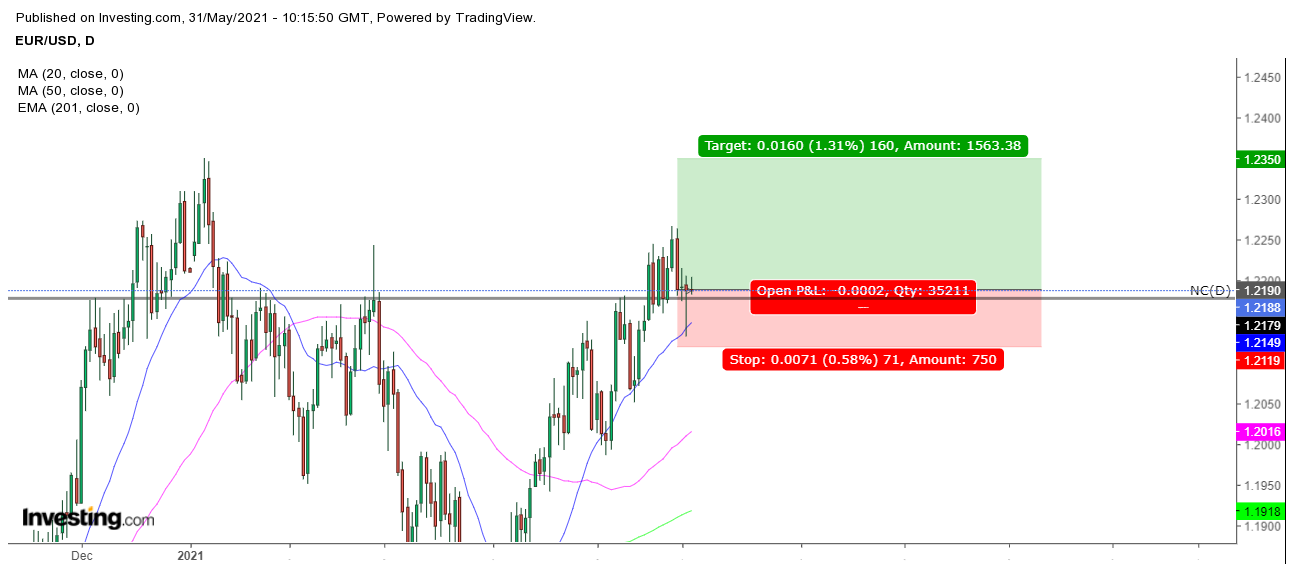 Published on Investing.com, 31/May/2021 - 10:15:50 GMT, Powered by TradingView.
EUR/USD, D
MA (20, close, 0)
MA (50, close, 0)
EMA (201, close, 0)
1.2450
1.2400
Target: 0.0160 (1.31%) 160, Amount: 1563.38
1.2350
1.2300
1.2250
1.2200
Open P&L: -0.0002, Qty: 35211
—
NC(D)
1.2190
1.2188
1.2179
1.2149
Stop: 0.0071 (0.58%) 71, Amount: 750
1.2119
1.2050
1.2016
1.2000
1.1950
1.1918
1.1900
Investing.com
Dec
2021